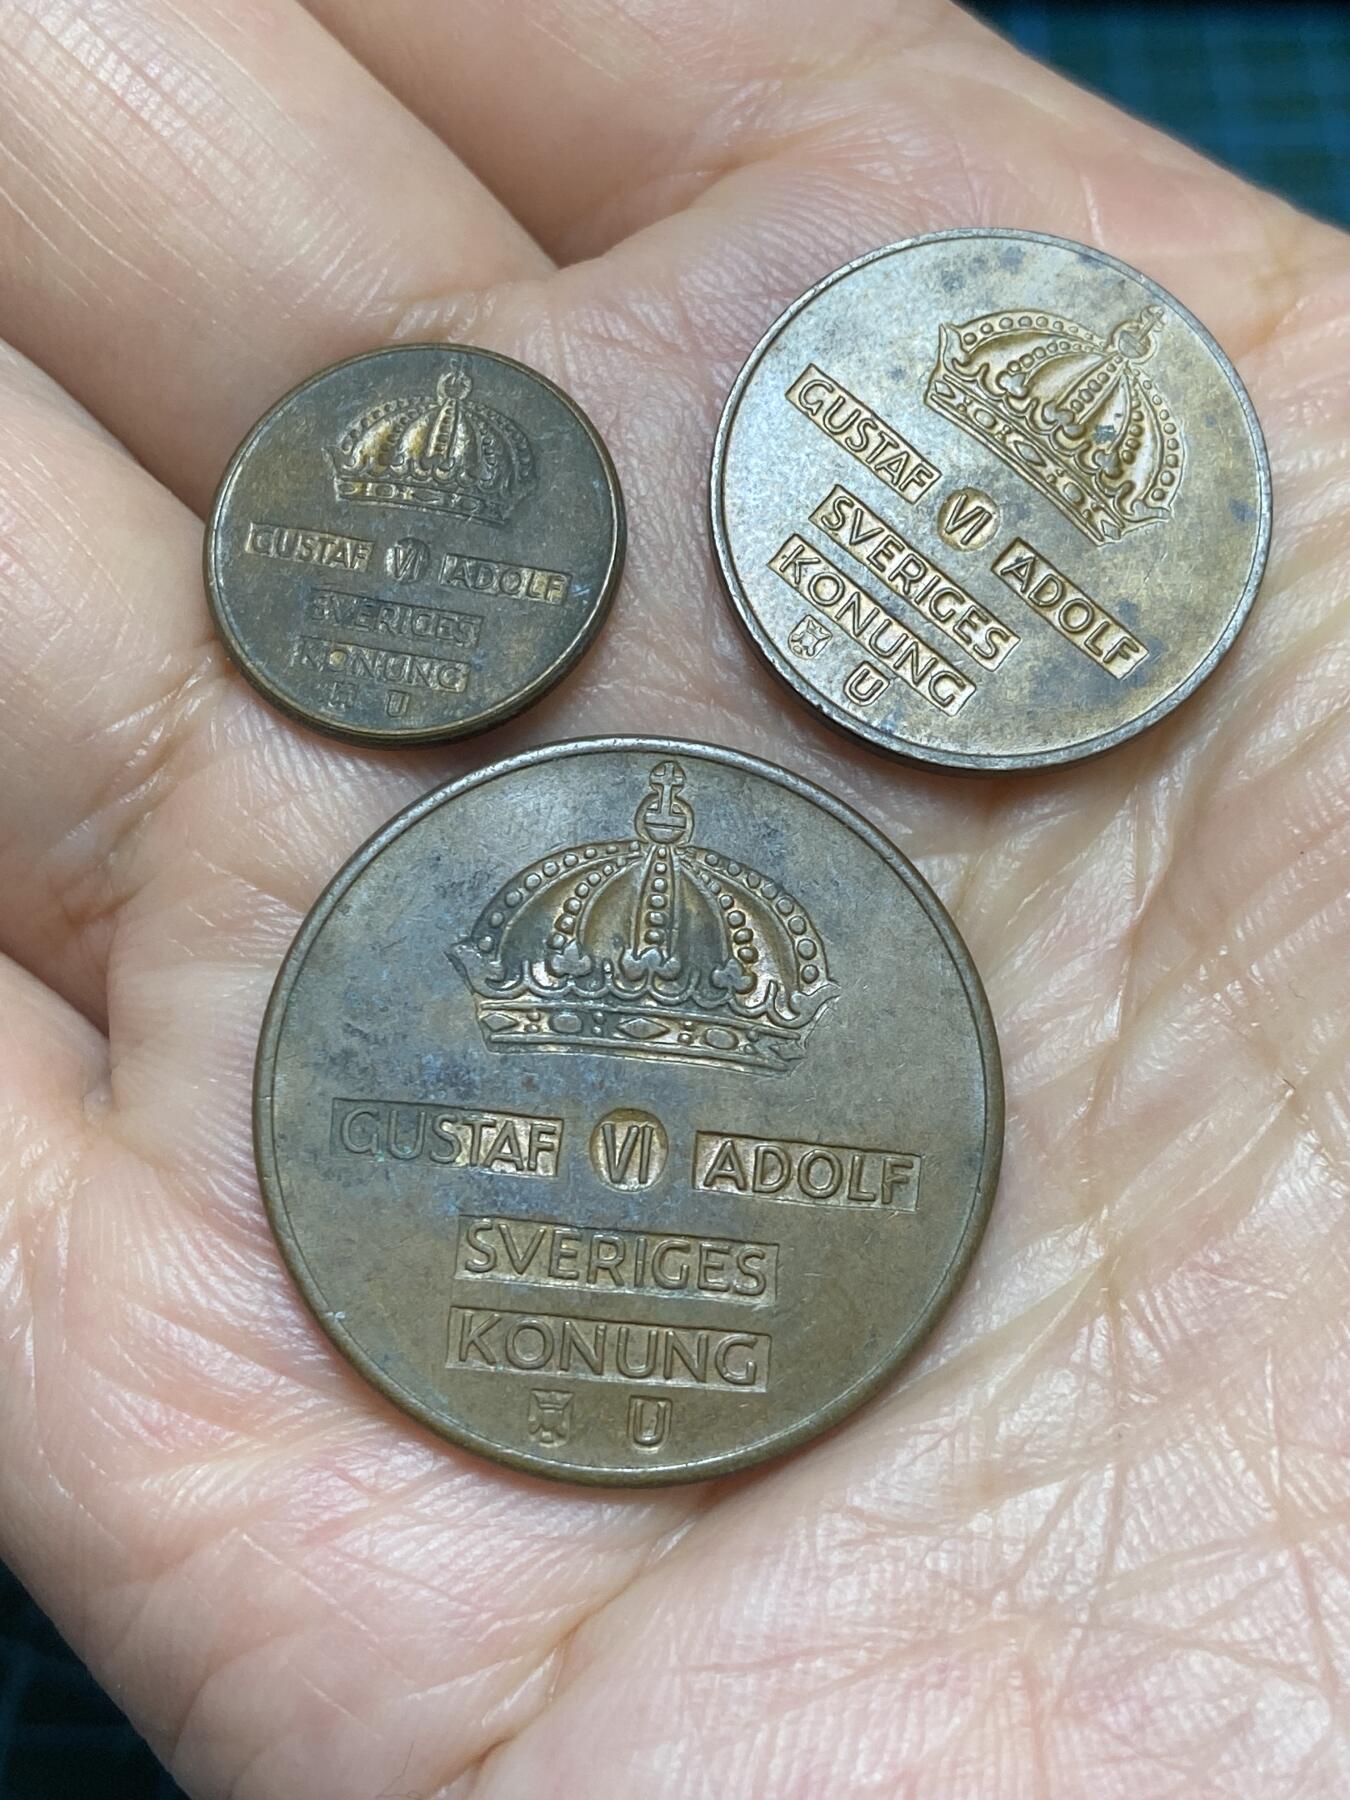 GUSTAF VI ADOLF
SVERIGES
KONUNG
U
GUSTAF VI ADOLF
SVERIGES
KONUNG
U
GUSTAF VI ADOLF
SVERIGES
KONUNG
U